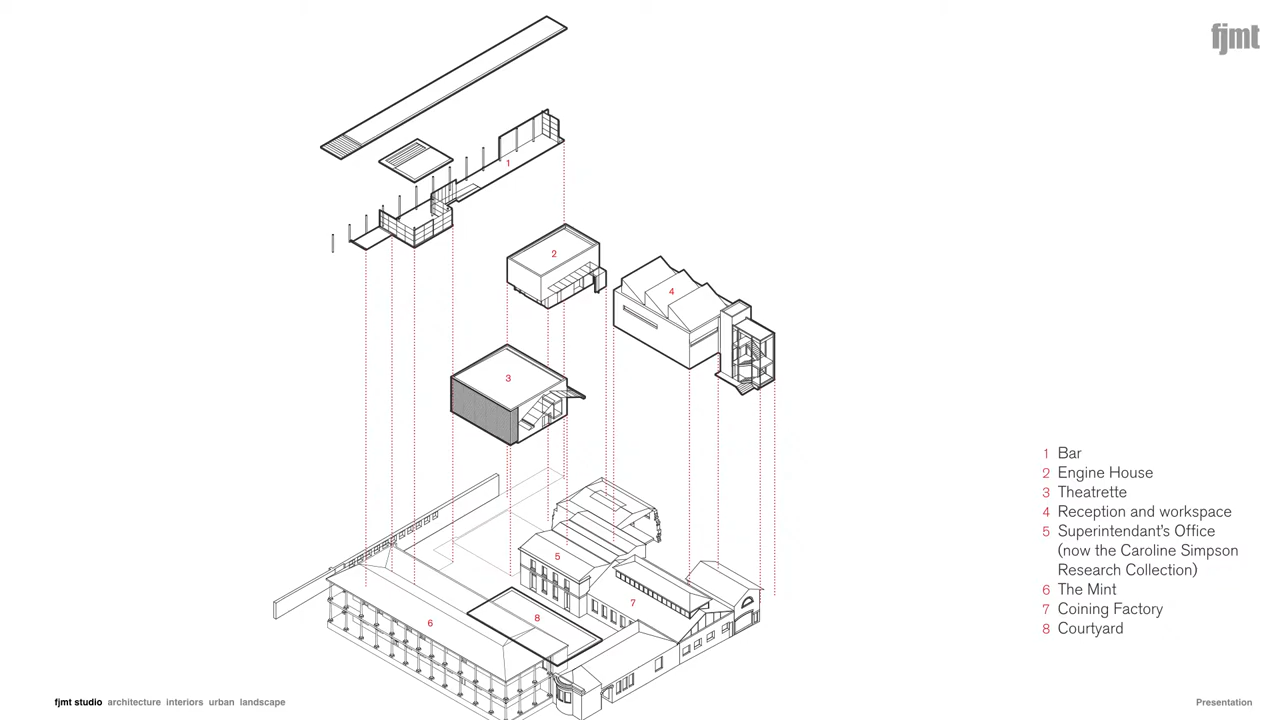 fjmt
1
2
4
3
5
7
8
6
1 Bar
2 Engine House
3 Theatrette
4 Reception and workspace
5 Superintendant's Office
(now the Caroline Simpson
Research Collection)
6 The Mint
7 Coining Factory
8 Courtyard
fjmt studio architecture interiors urban landscape
Presentation